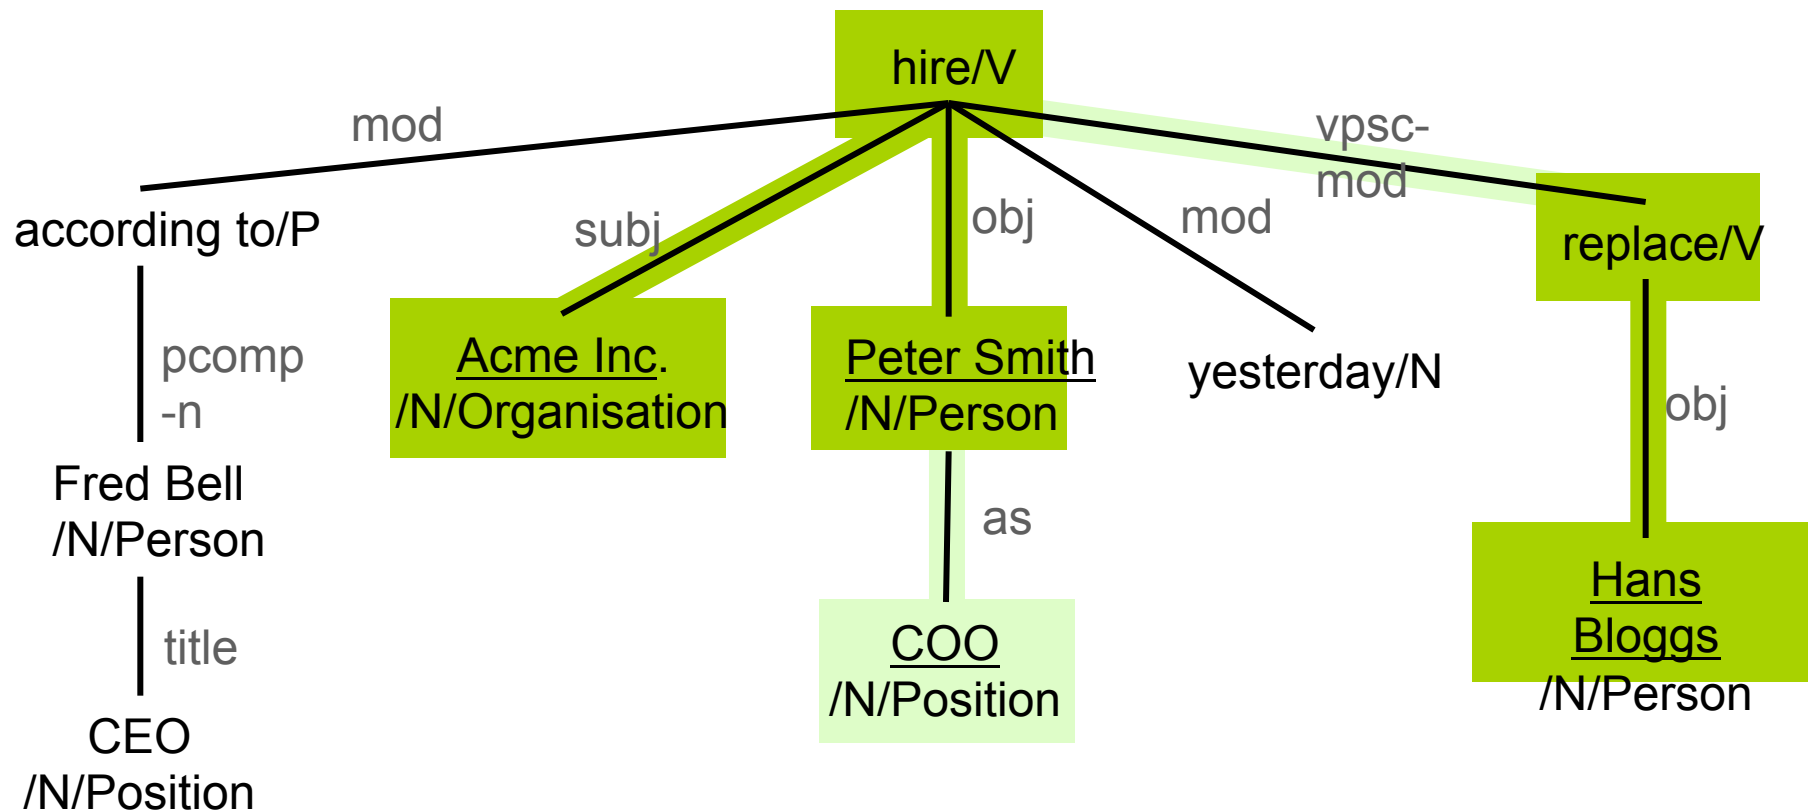 hire/V
mod
subj
obj
mod
vpsc-
mod
according to/P
Acme Inc.
/N/Organisation
Peter Smith
/N/Person
yesterday/N
replace/V
pcomp
-n
as
obj
Fred Bell
/N/Person
COO
/N/Position
Hans
Bloggs
/N/Person
title
CEO
/N/Position